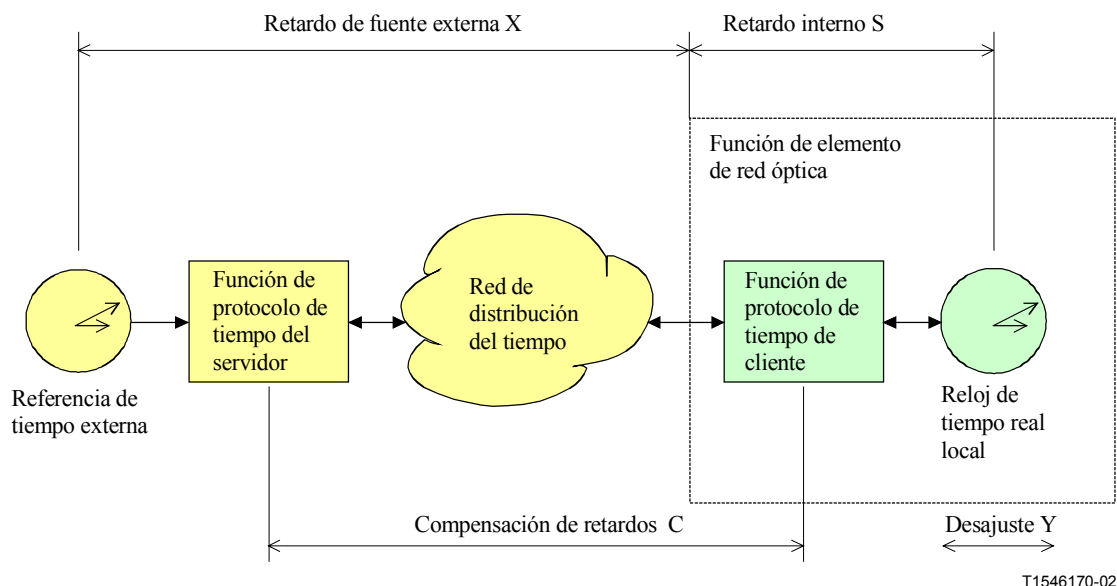 Retardo de fuente externa X
Retardo interno S
Función de elemento
de red óptica
Función de
protocolo de
tiempo del
servidor
Red de
distribución
del tiempo
Función de
protocolo de
tiempo de
cliente
Referencia de
tiempo externa
Reloj de
tiempo real
local
Compensación de retardos C
Desajuste Y
T1546170-02